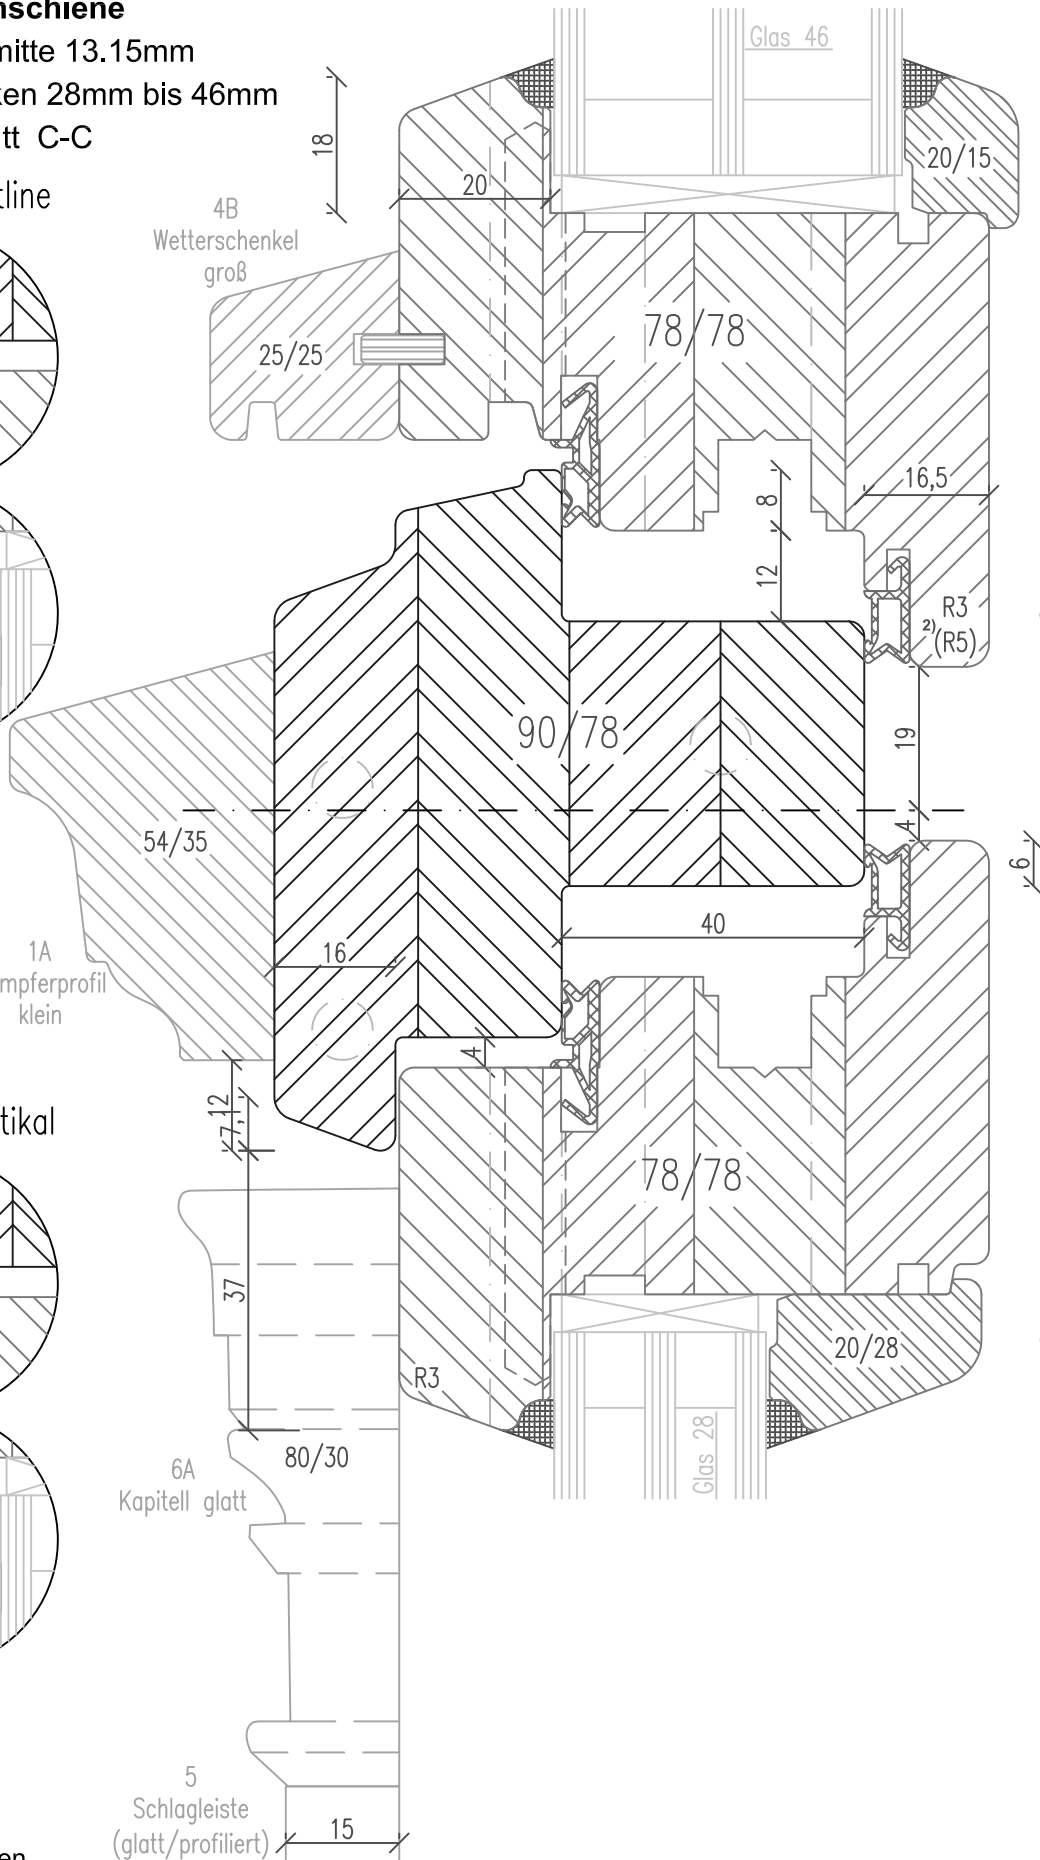 nschiene
mitte 13.15mm
ken 28mm bis 46mm
tt C-C
tline
Glas 46
18
20
20/15
4B
Wetterschenkel
groß
25/25
78/78
16,5
8
12
R3
2)
(R5)
90/78
19
4
6
54/35
40
16
1A
mpferprofil
klein
4
7,12
tikal
78/78
37
20/28
R3
80/30
6A
Kapitell glatt
Glas 28
5
Schlagleiste
(glatt/profiliert)
15
en